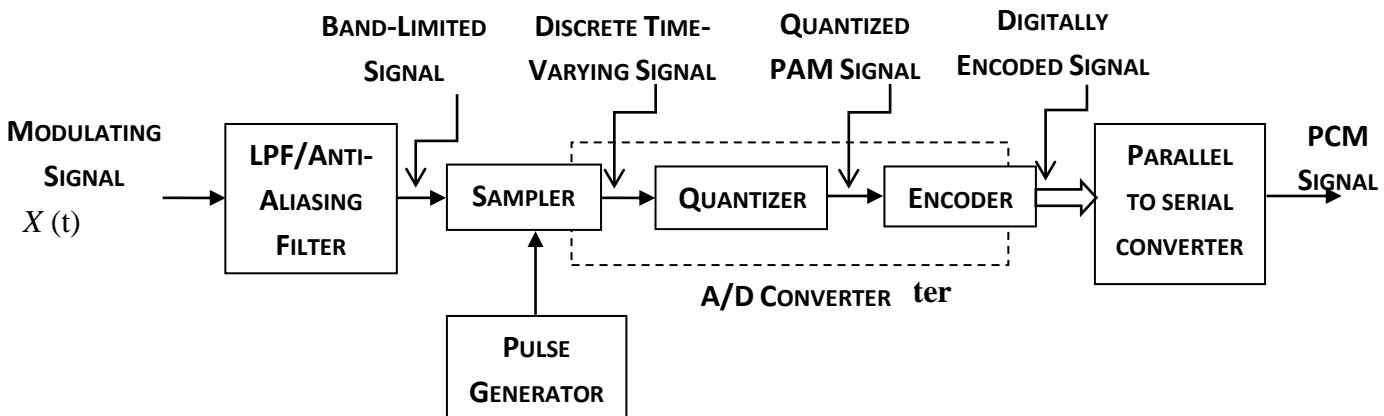 BAND-LIMITED
SIGNAL
DISCRETE TIME-
VARYING SIGNAL
QUANTIZED
PAM SIGNAL
DIGITALLY
ENCODED SIGNAL
MODULATING
SIGNAL
X (t)
LPF/ANTI-
ALIASING
FILTER
SAMPLER
QUANTIZER
ENCODER
PARALLEL
TO SERIAL
CONVERTER
PCM
SIGNAL
A/D CONVERTER ter
PULSE
GENERATOR